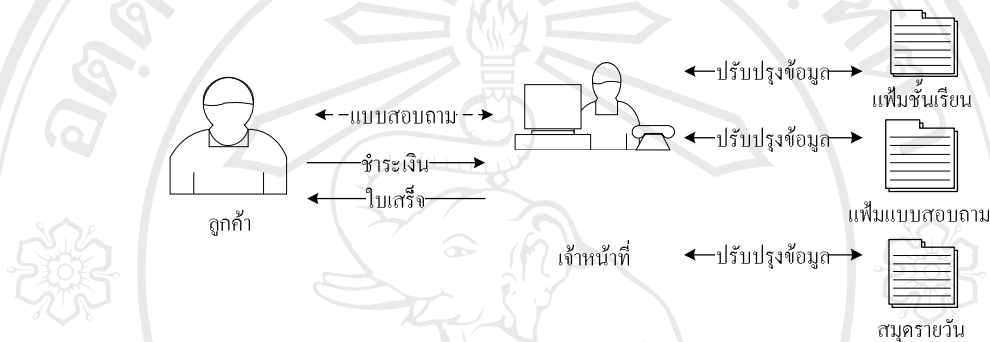 ปรับปรุงข้อมูล
แฟ้มชั้นเรียน
แบบสอบถาม
ปรับปรุงข้อมูล
ชำระเงิน
ใบเสร็จ
แฟ้มแบบสอบถาม
ลูกค้า
เจ้าหน้าที่
ปรับปรุงข้อมูล
สมุดรายวัน